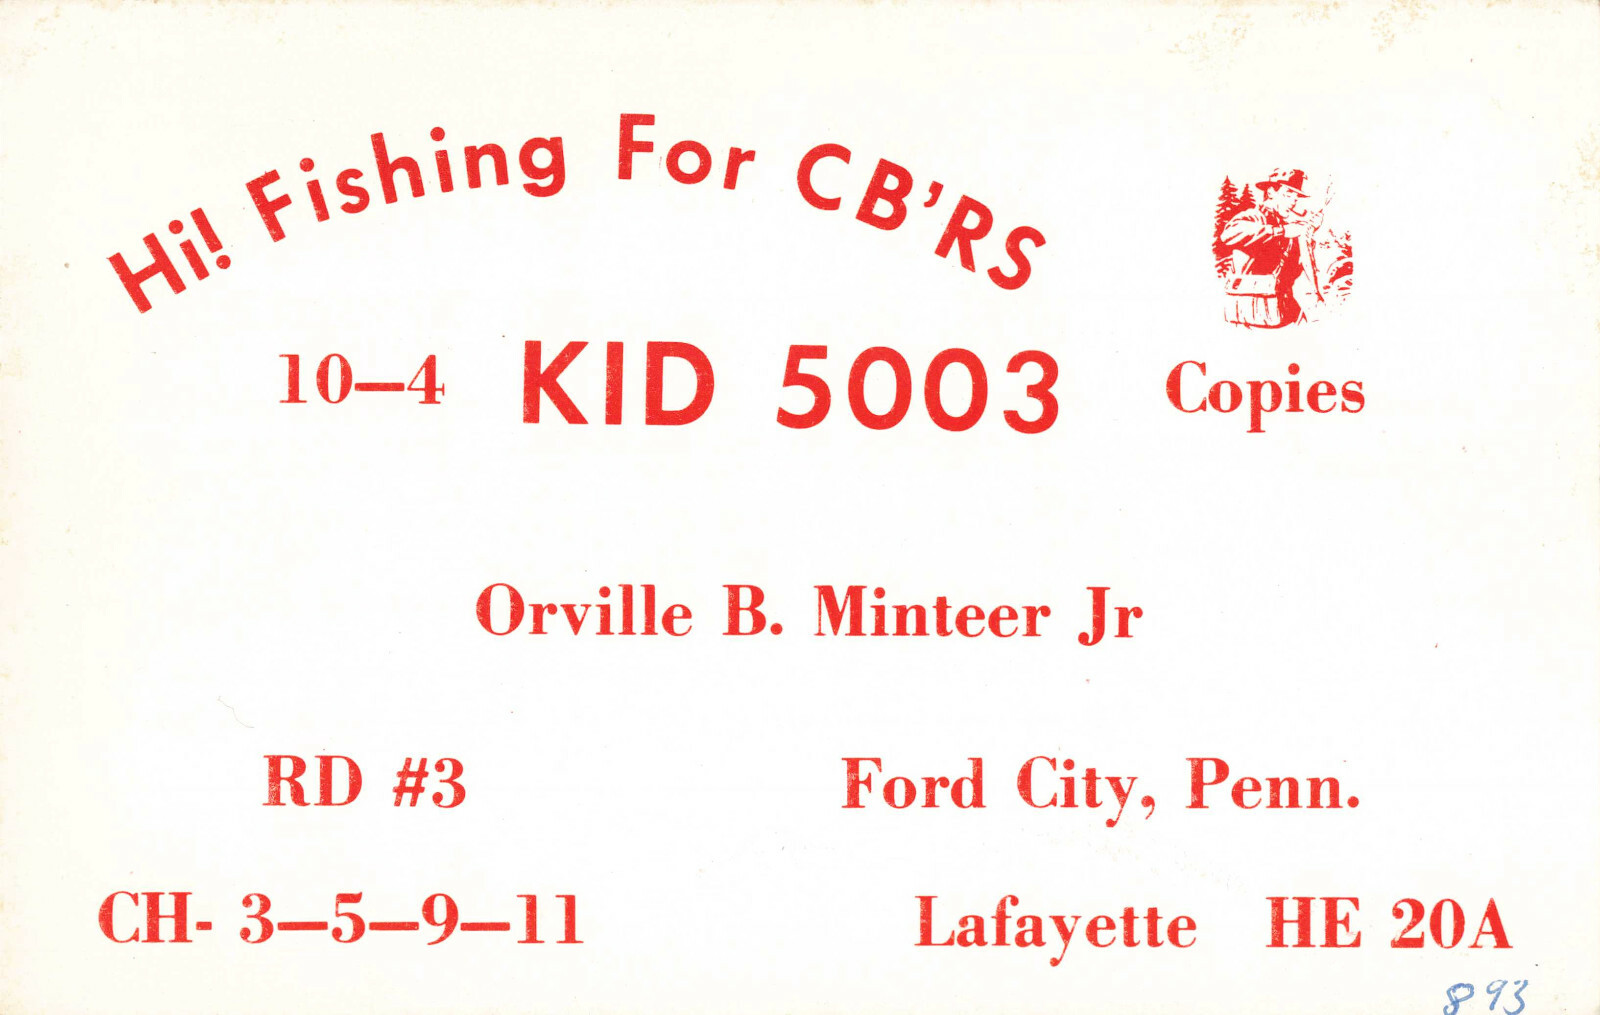 Hi! Fishing For CB'RS
10—4 KID 5003 Copies
Orville B. Minteer Jr
RD #3 Ford City, Penn.
CH- 3—5—9—11 Lafayette HE 20A
893